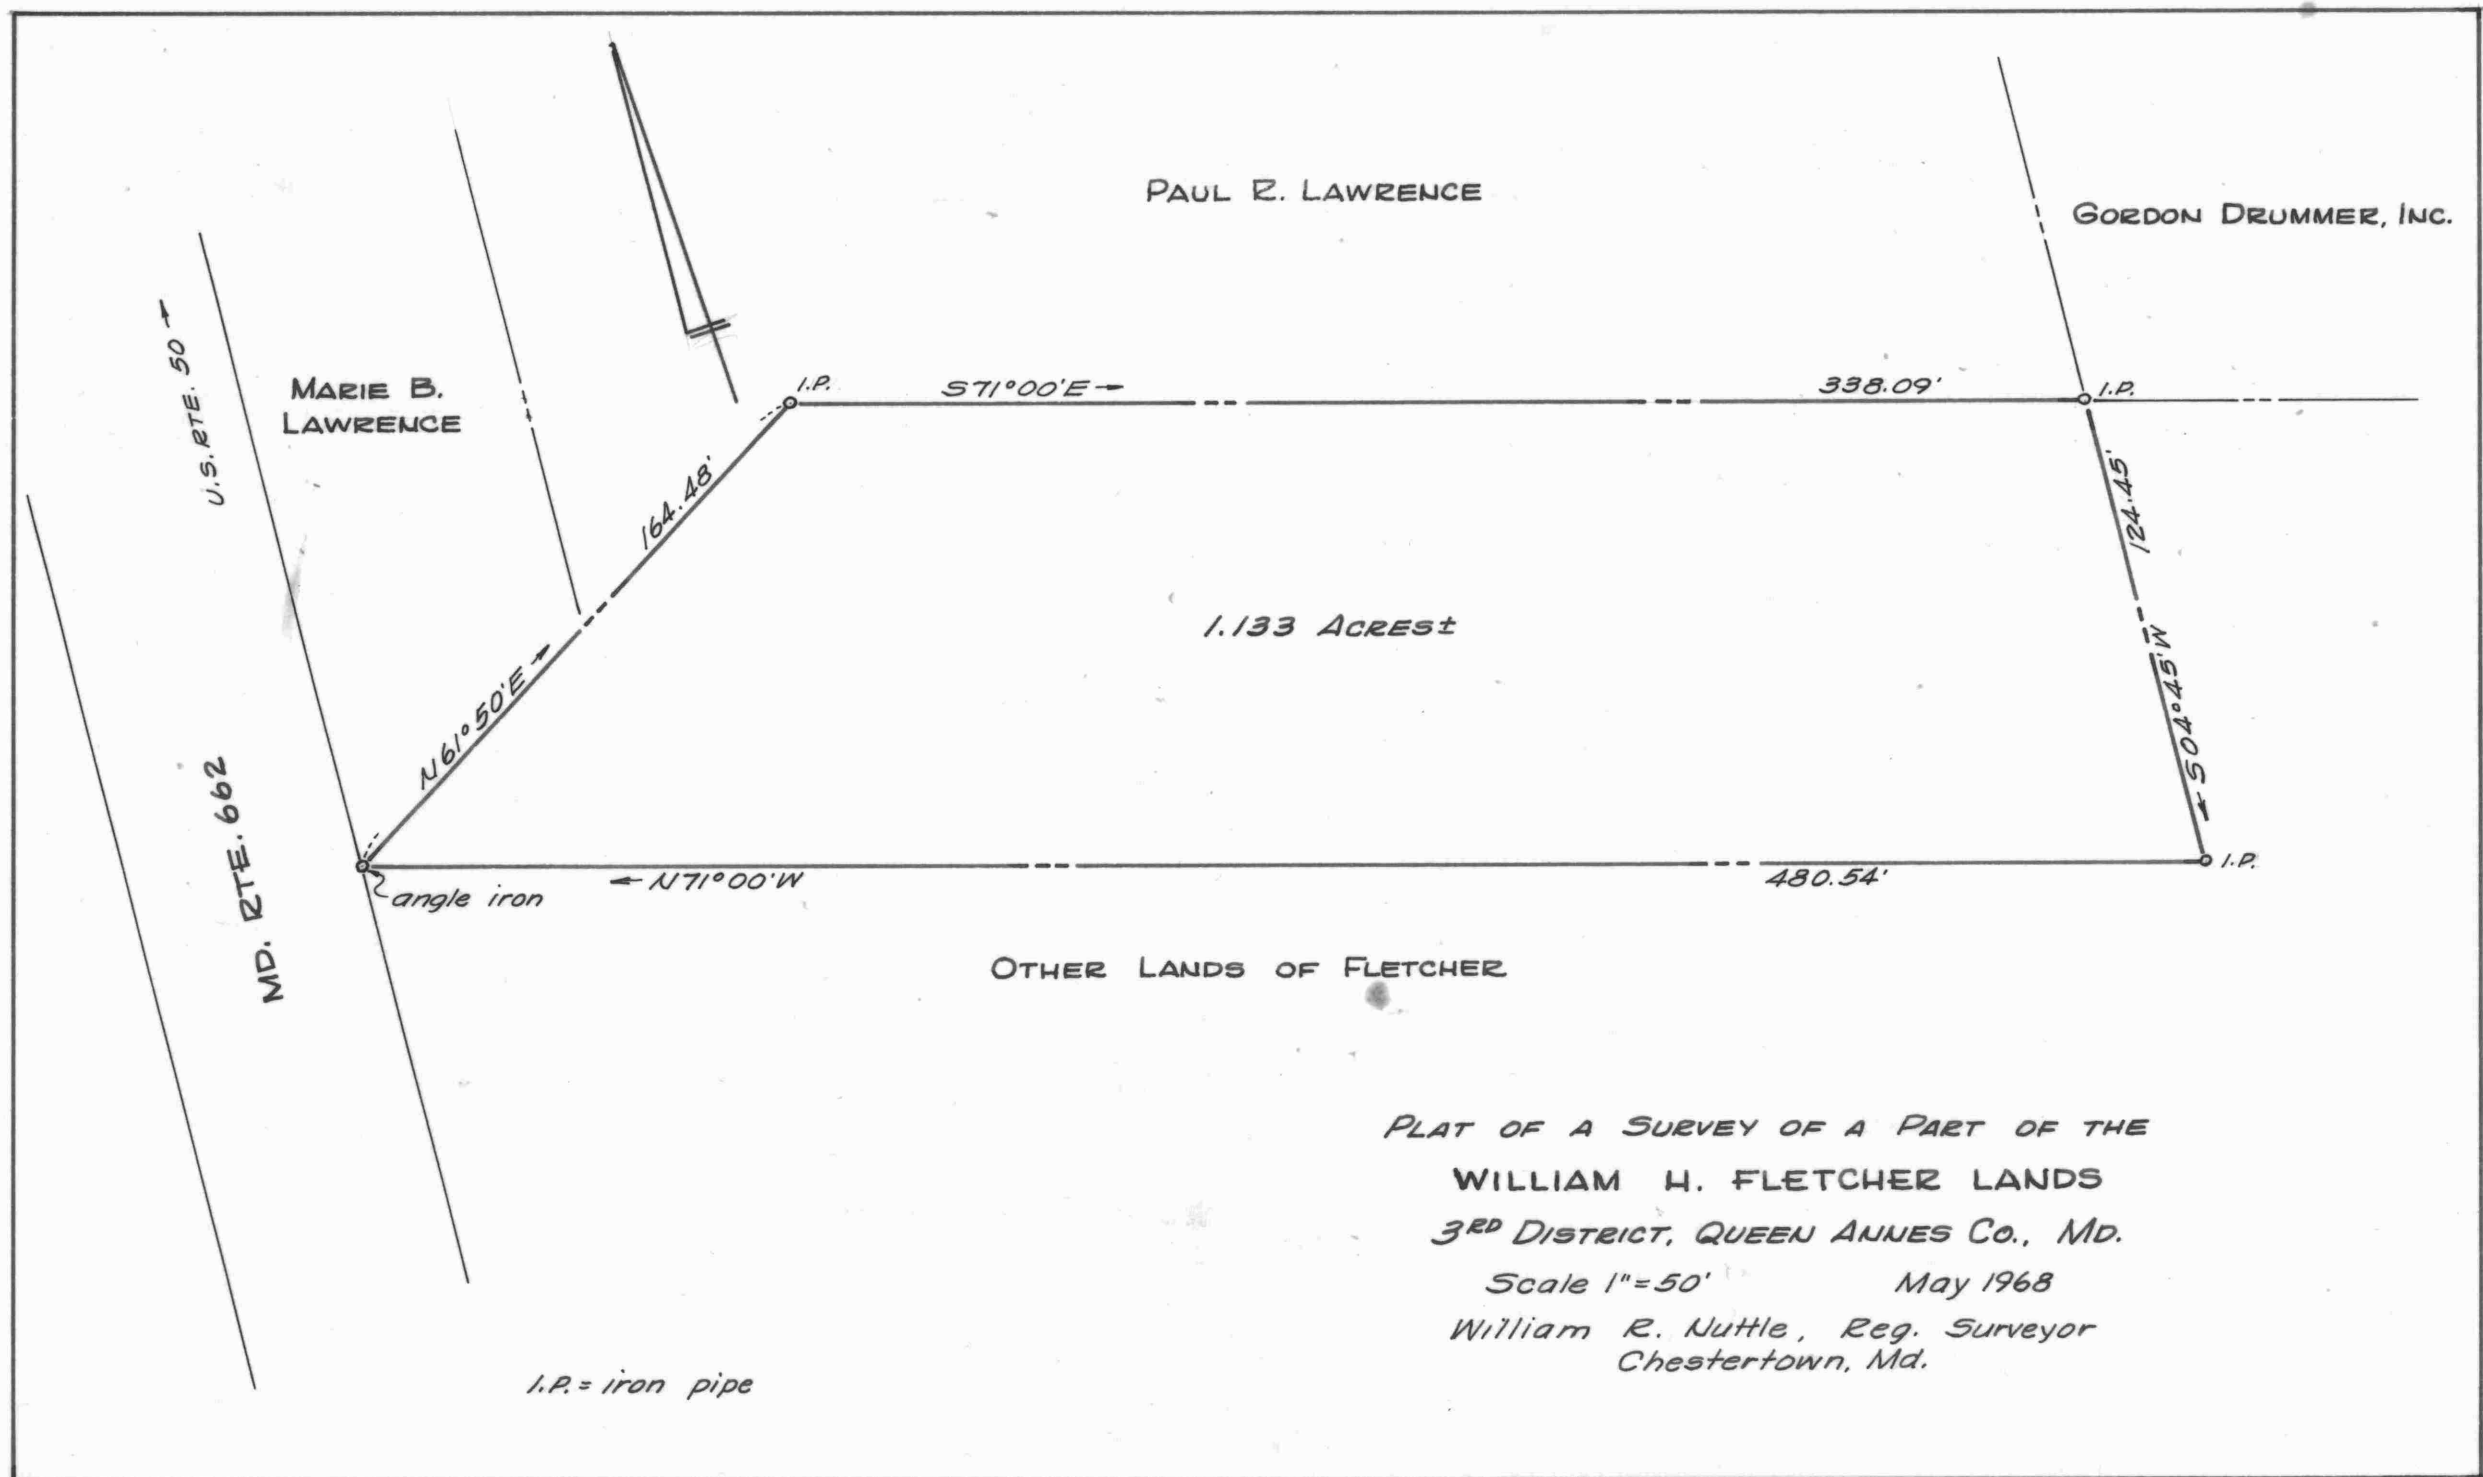 PAUL R. LAWRENCE
GORDON DRUMMER, INC.
U.S. RTE. 50
MARIE B.
LAWRENCE
I.P.
S71°00'E
338.09'
I.P.
164.48'
124.45'
1.133 ACRES±
N61°50'E
S04°45'W
MD. RTE. 662
I.P.
angle iron
N71°00'W
480.54'
OTHER LANDS OF FLETCHER
PLAT OF A SURVEY OF A PART OF THE
WILLIAM H. FLETCHER LANDS
3RD DISTRICT, QUEEN ANNES CO., MD.
Scale 1"=50' May 1968
William R. Nuttle, Reg. Surveyor
Chestertown, Md.
I.P. = iron pipe